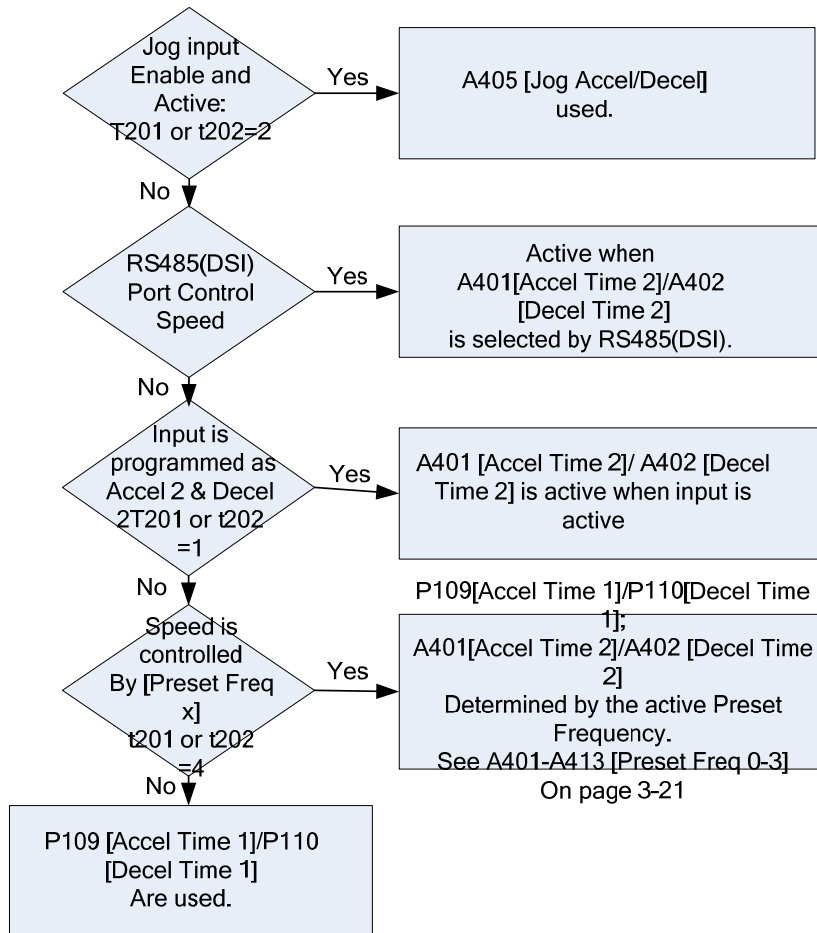 Jog input
Enable and
Active:
T201 or t202=2
Yes
A405 [Jog Accel/Decel]
used.
No
RS485(DSI)
Port Control
Speed
Yes
Active when
A401[Accel Time 2]/A402
[Decel Time 2]
is selected by RS485(DSI).
No
Input is
programmed as
Accel 2 & Decel
2T201 or t202
=1
Yes
A401 [Accel Time 2]/ A402 [Decel
Time 2] is active when input is
active
No
Speed is
controlled
By [Preset Freq
x]
t201 or t202
=4
Yes
P109[Accel Time 1]/P110[Decel Time
1];
A401[Accel Time 2]/A402 [Decel Time
2]
Determined by the active Preset
Frequency.
See A401-A413 [Preset Freq 0-3]
On page 3-21
No
P109 [Accel Time 1]/P110
[Decel Time 1]
Are used.